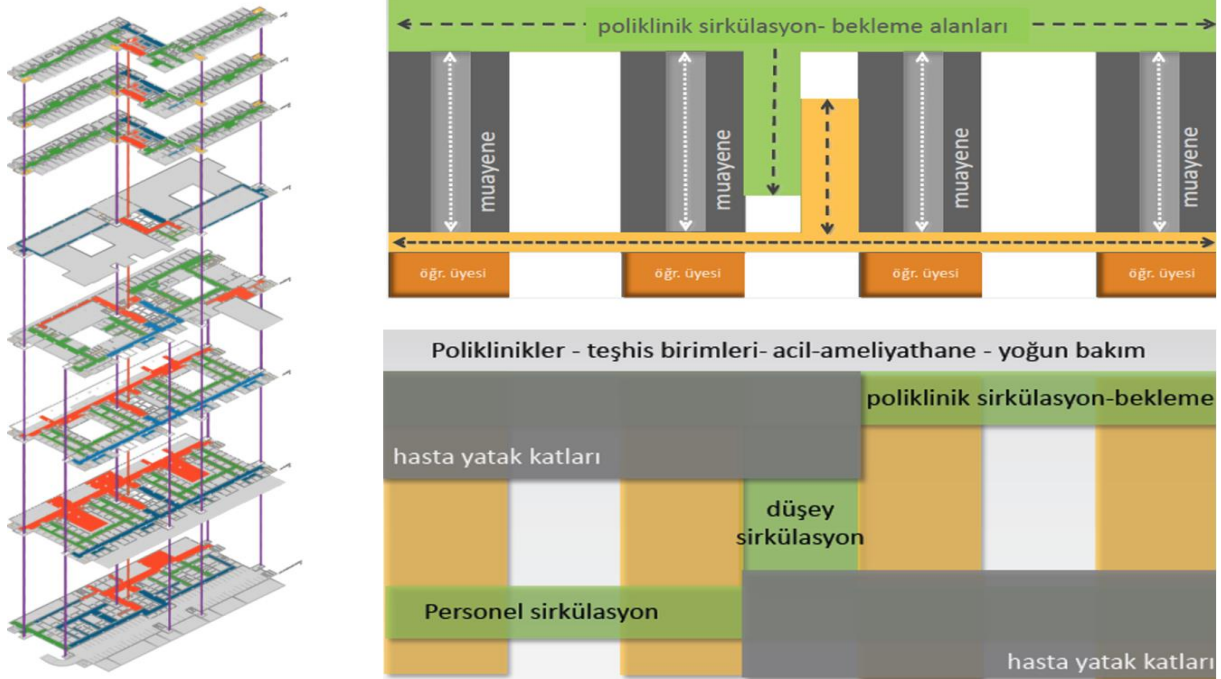 poliklinik sirkülasyon- bekleme alanları
muayene
muayene
muayene
muayene
öğr. üyesi
öğr. üyesi
öğr. üyesi
öğr. üyesi
Poliklinikler - teşhis birimleri- acil-ameliyathane - yoğun bakım
poliklinik sirkülasyon-bekleme
hasta yatak katları
düşey
sirkülasyon
Personel sirkülasyon
hasta yatak katları